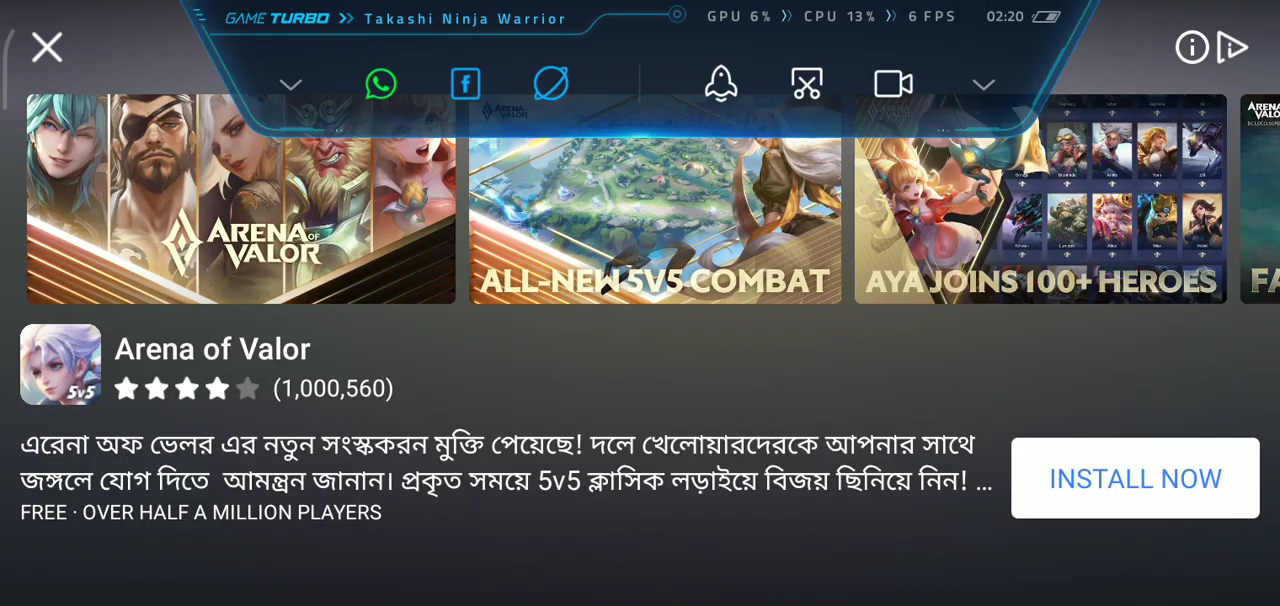 GAME TURBO Takashi Ninja Warrior GPU 6% CPU 13% 6 FPS 02:20
ARENA OF VALOR
ALL-NEW 5V5 COMBAT
AYA JOINS 100+ HEROES
5v5
Arena of Valor
(1,000,560)
এরেনা অফ ভেলর এর নতুন সংস্ককরন মুক্তি পেয়েছে! দলে খেলোয়ারদেরকে আপনার সাথে
জঙ্গলে যোগ দিতে আমন্ত্রন জানান। প্রকৃত সময়ে 5v5 ক্লাসিক লড়াইয়ে বিজয় ছিনিয়ে নিন! ...
INSTALL NOW
FREE · OVER HALF A MILLION PLAYERS